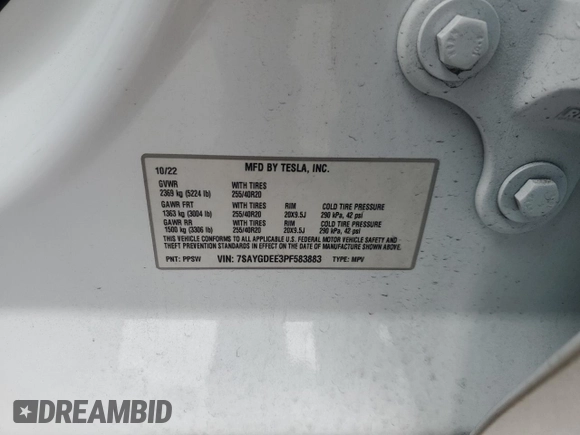 10/22 MFD BY TESLA, INC.
GVWR WITH TIRES
2369 kg (5224 lb) 255/40R20
GAWR FRT WITH TIRES RIM COLD TIRE PRESSURE
1363 kg (3004 lb) 255/40R20 20X9.5J 290 kPa, 42 psi
GAWR RR WITH TIRES RIM COLD TIRE PRESSURE
1500 kg (3306 lb) 255/40R20 20X9.5J 290 kPa, 42 psi
THIS VEHICLE CONFORMS TO ALL APPLICABLE U.S. FEDERAL MOTOR VEHICLE SAFETY AND
THEFT PREVENTION STANDARDS IN EFFECT ON THE DATE OF MANUFACTURE SHOWN ABOVE.
PNT: PPSW VIN: 7SAYGDEE3PF583883 TYPE: MPV
DREAMBID